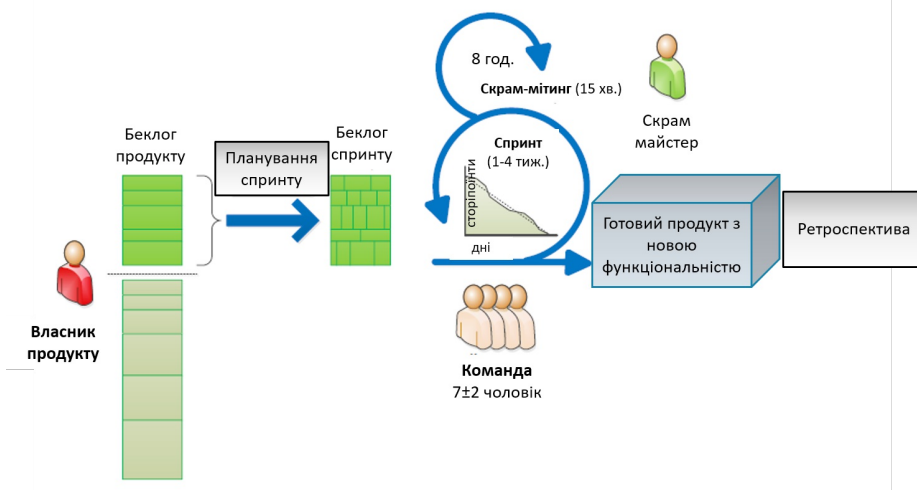 8 год.
Скрам-мітинг (15 хв.)
Скрам
майстер
Беклог
продукту
Планування
спринту
Беклог
спринту
Спринт
(1-4 тиж.)
сторіпоінти
дні
Готовий продукт з
новою
функціональністю
Ретроспектива
Власник
продукту
Команда
7±2 чоловік